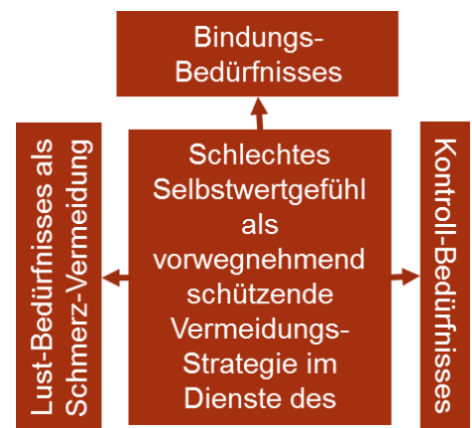 Bindungs-
Bedürfnisses
Schlechtes
Selbstwertgefühl
als
vorwegnehmend
schützende
Vermeidungs-
Strategie im
Dienste des
Lust-Bedürfnisses als
Schmerz-Vermeidung
Kontroll-Bedürfnisses